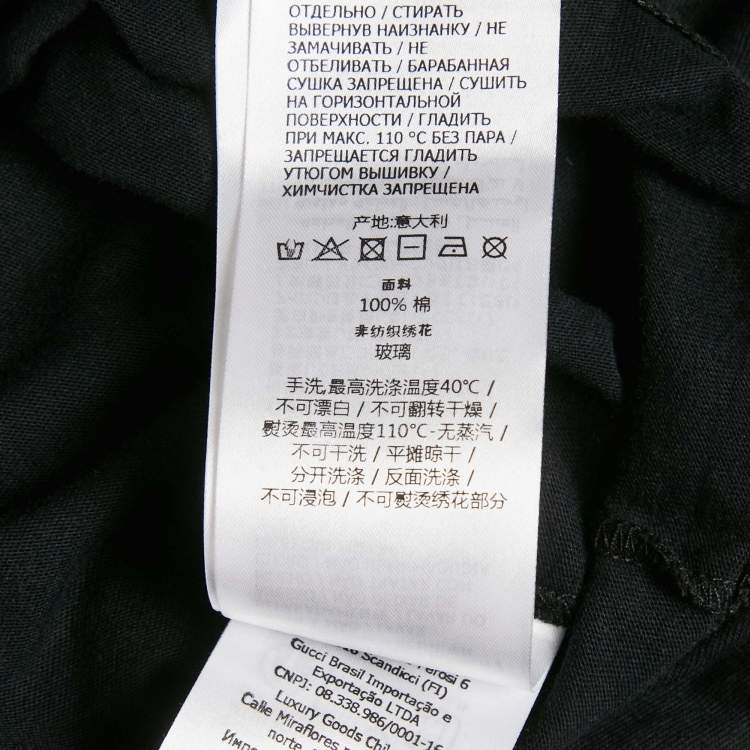 ОТДЕЛЬНО / СТИРАТЬ
ВЫВЕРНУВ НАИЗНАНКУ / НЕ
ЗАМАЧИВАТЬ / НЕ
ОТБЕЛИВАТЬ / БАРАБАННАЯ
СУШКА ЗАПРЕЩЕНА / СУШИТЬ
НА ГОРИЗОНТАЛЬНОЙ
ПОВЕРХНОСТИ / ГЛАДИТЬ
ПРИ МАКС. 110 °C БЕЗ ПАРА /
ЗАПРЕЩАЕТСЯ ГЛАДИТЬ
УТЮГОМ ВЫШИВКУ /
ХИМЧИСТКА ЗАПРЕЩЕНА
产地:意大利
面料
100% 棉
非纺织绣花
玻璃
手洗,最高洗涤温度40℃ /
不可漂白 / 不可翻转干燥 /
熨烫最高温度110℃-无蒸汽 /
不可干洗 / 平摊晾干 /
分开洗涤 / 反面洗涤 /
不可浸泡 / 不可熨烫绣花部分
6
Scandicci (FI)
Gucci Brasil Importação e
Exportação LTDA
CNPJ: 08.338.986/0001-16
Luxury Goods
Calle Miraflores
norte,